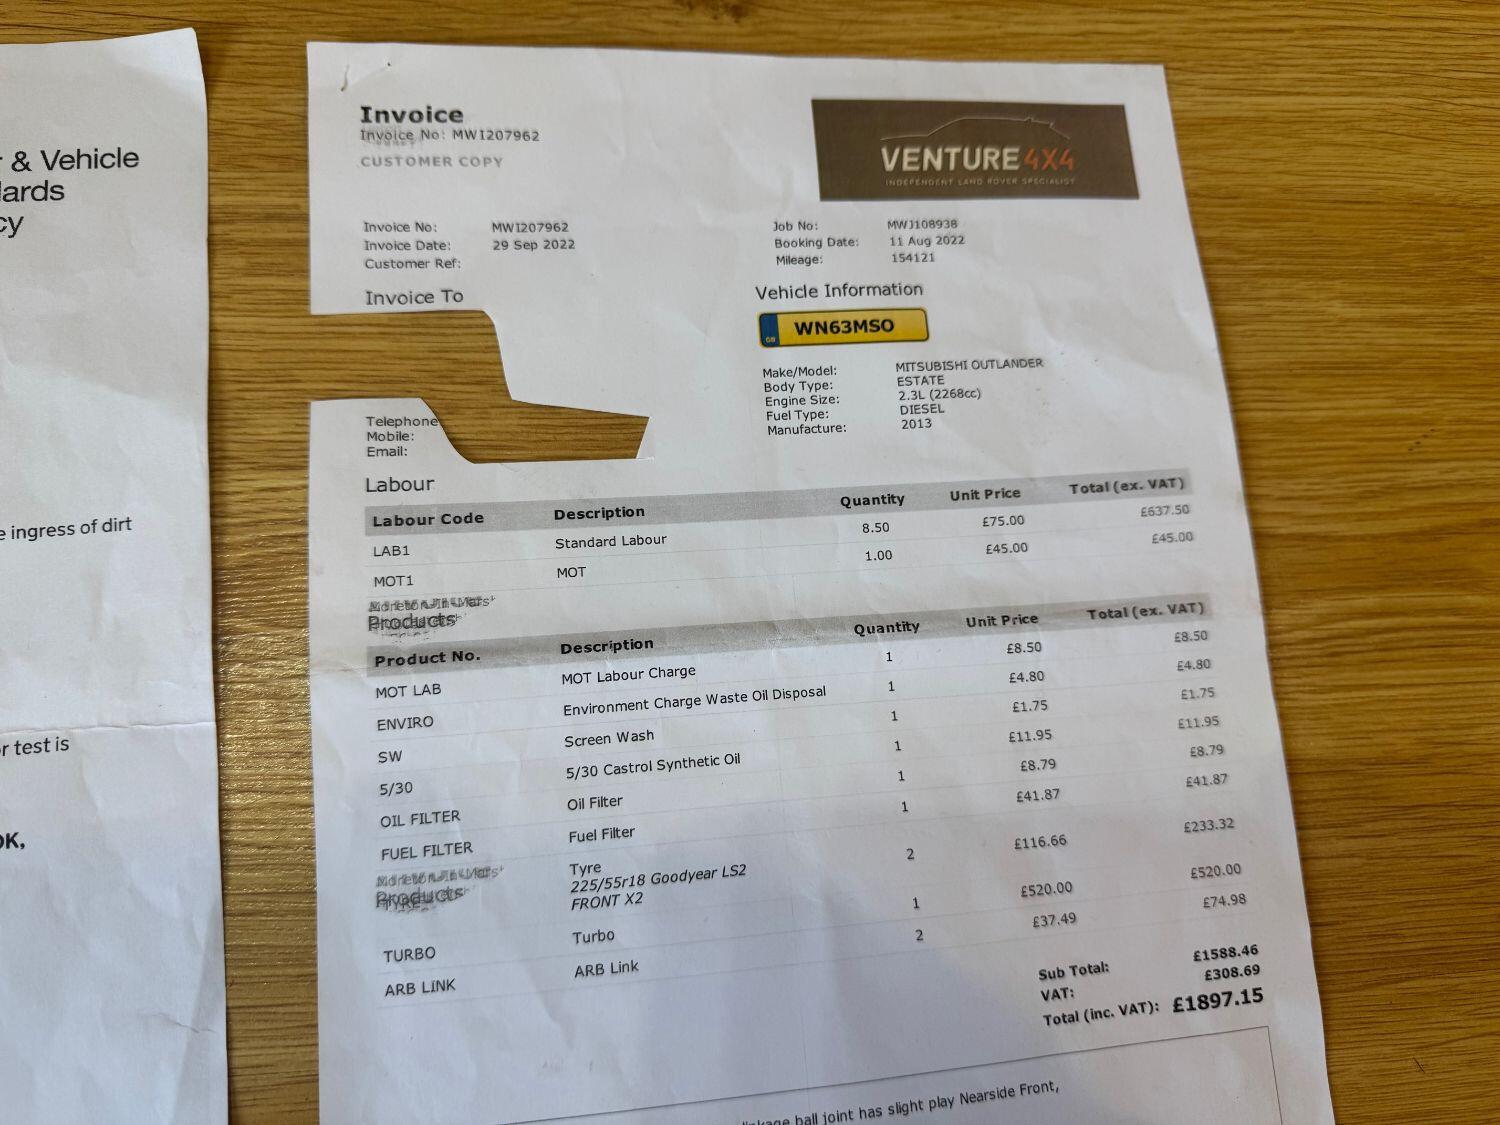 & Vehicle
ards
cy
e ingress of dirt
r test is
OK,
Invoice
Invoice No: MWI207962
CUSTOMER COPY
VENTURE4X4
INDEPENDENT LAND ROVER SPECIALIST
Invoice No: MWI207962
Invoice Date: 29 Sep 2022
Customer Ref:
Job No: MWJ108938
Booking Date: 11 Aug 2022
Mileage: 154121
Invoice To
Vehicle Information
GB WN63MSO
Make/Model: MITSUBISHI OUTLANDER
Body Type: ESTATE
Engine Size: 2.3L (2268cc)
Fuel Type: DIESEL
Manufacture: 2013
Telephone
Mobile:
Email:
Labour
Labour Code Description Quantity Unit Price Total (ex. VAT)
LAB1 Standard Labour 8.50 £75.00 £637.50
MOT1 MOT 1.00 £45.00 £45.00
Products
Product No. Description Quantity Unit Price Total (ex. VAT)
MOT LAB MOT Labour Charge 1 £8.50 £8.50
ENVIRO Environment Charge Waste Oil Disposal 1 £4.80 £4.80
SW Screen Wash 1 £1.75 £1.75
5/30 5/30 Castrol Synthetic Oil 1 £11.95 £11.95
OIL FILTER Oil Filter 1 £8.79 £8.79
FUEL FILTER Fuel Filter 1 £41.87 £41.87
Products Tyre 2 £116.66 £233.32
225/55r18 Goodyear LS2
FRONT X2
TURBO Turbo 1 £520.00 £520.00
ARB LINK ARB Link 2 £37.49 £74.98
Sub Total: £1588.46
VAT: £308.69
Total (inc. VAT): £1897.15
linkage ball joint has slight play Nearside Front,